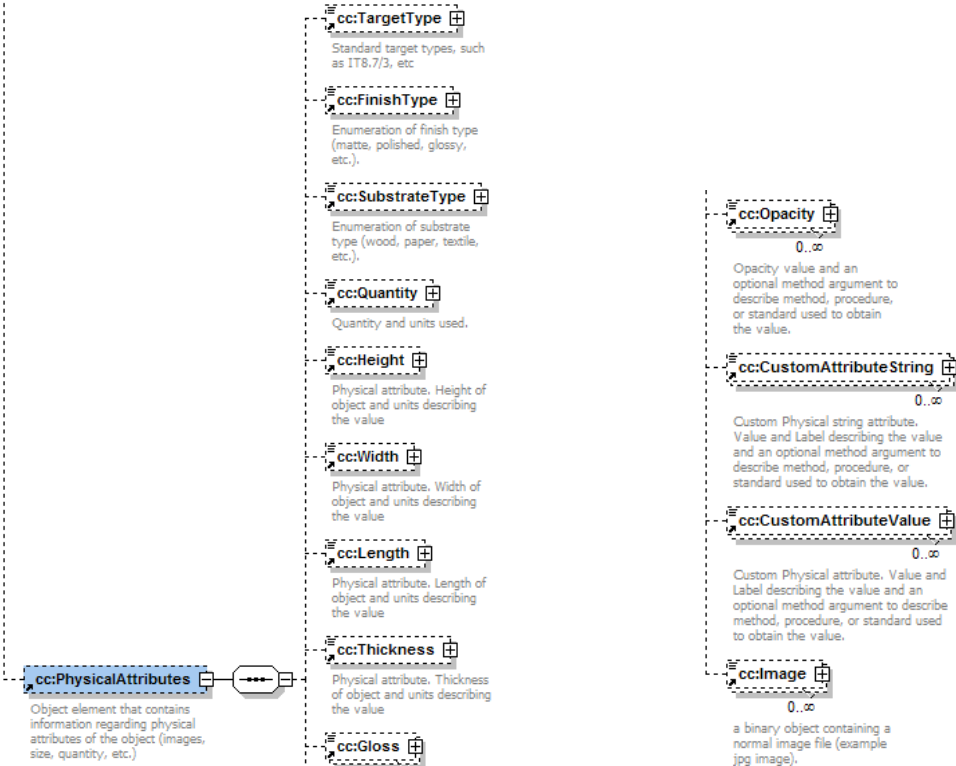 cc:TargetType
Standard target types, such
as IT8.7/3, etc
cc:FinishType
Enumeration of finish type
(matte, polished, glossy,
etc.).
cc:SubstrateType
Enumeration of substrate
type (wood, paper, textile,
etc.).
cc:Quantity
Quantity and units used.
cc:Height
Physical attribute. Height of
object and units describing
the value
cc:Width
Physical attribute. Width of
object and units describing
the value
cc:Length
Physical attribute. Length of
object and units describing
the value
cc:Thickness
Physical attribute. Thickness
of object and units describing
the value
cc:Gloss
cc:PhysicalAttributes
Object element that contains
information regarding physical
attributes of the object (images,
size, quantity, etc.)
cc:Opacity
0..∞
Opacity value and an
optional method argument to
describe method, procedure,
or standard used to obtain
the value.
cc:CustomAttributeString
0..∞
Custom Physical string attribute.
Value and Label describing the value
and an optional method argument to
describe method, procedure, or
standard used to obtain the value.
cc:CustomAttributeValue
0..∞
Custom Physical attribute. Value and
Label describing the value and an
optional method argument to describe
method, procedure, or standard used
to obtain the value.
cc:Image
0..∞
a binary object containing a
normal image file (example
jpg image).